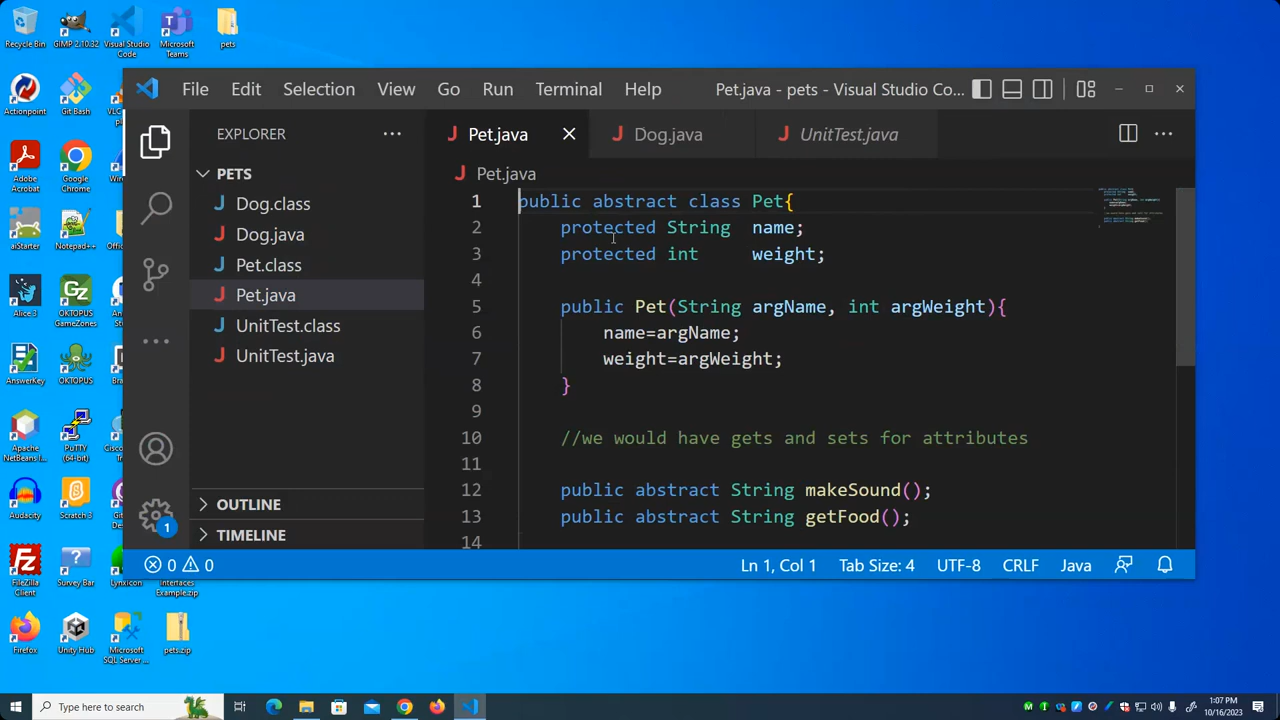 Recycle Bin
GIMP 2.10.32
Visual Studio Code
Microsoft Teams
pets
File Edit Selection View Go Run Terminal Help
Pet.java - pets - Visual Studio Co...
Actionpoint
Git Bash
EXPLORER
Pet.java
Dog.java
UnitTest.java
PETS
Pet.java
Dog.class
Dog.java
Pet.class
Pet.java
UnitTest.class
UnitTest.java
OUTLINE
TIMELINE
1 public abstract class Pet{
2 protected String name;
3 protected int weight;
4
5 public Pet(String argName, int argWeight){
6 name=argName;
7 weight=argWeight;
8 }
9
10 //we would have gets and sets for attributes
11
12 public abstract String makeSound();
13 public abstract String getFood();
14
1
0 0
Ln 1, Col 1
Tab Size: 4
UTF-8
CRLF
Java
Adobe Acrobat
Google Chrome
aiStarter
Notepad++
Alice 3
OKTOPUS GameZones
AnswerKey
OKTOPUS
Apache NetBeans I...
PuTTY (64-bit)
Audacity
Scratch 3
FileZilla Client
Survey Bar
Lynxicon
Interfaces Example.zip
Firefox
Unity Hub
Microsoft SQL Server ...
pets.zip
Type here to search
1:07 PM
10/16/2023